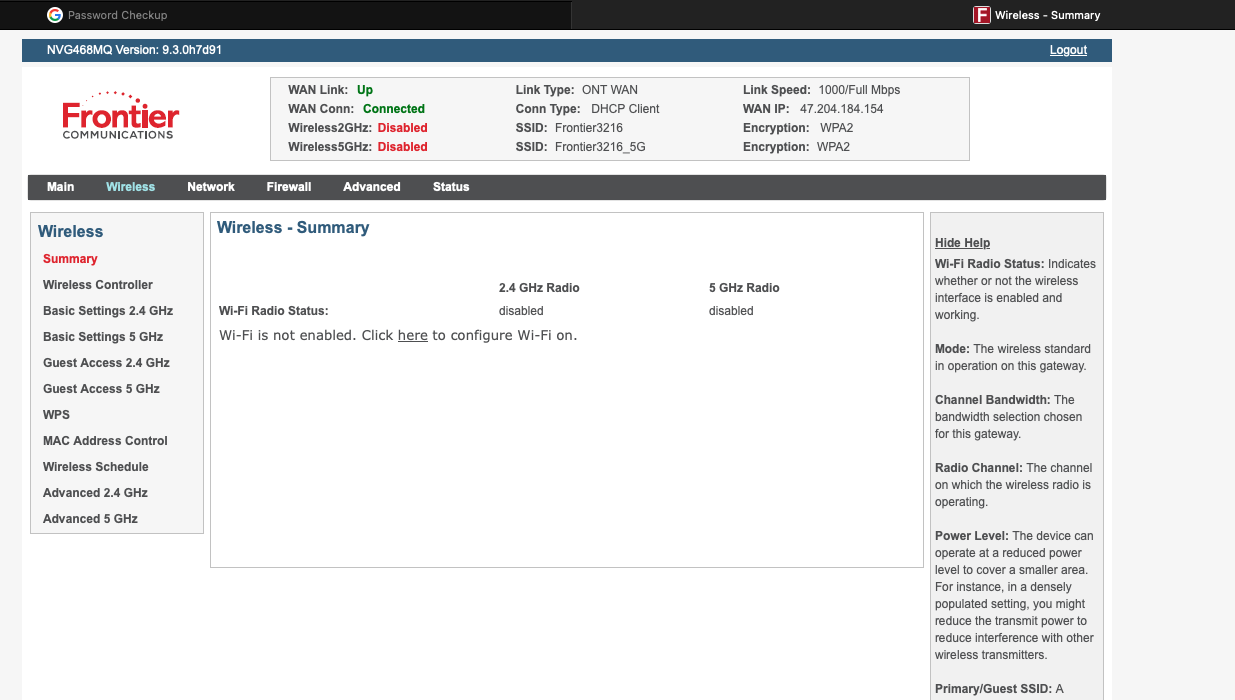 Password Checkup
Wireless - Summary
NVG468MQ Version: 9.3.0h7d91
Logout
Frontier
COMMUNICATIONS
WAN Link: Up Link Type: ONT WAN Link Speed: 1000/Full Mbps
WAN Conn: Connected Conn Type: DHCP Client WAN IP: 47.204.184.154
Wireless2GHz: Disabled SSID: Frontier3216 Encryption: WPA2
Wireless5GHz: Disabled SSID: Frontier3216_5G Encryption: WPA2
Main Wireless Network Firewall Advanced Status
Wireless
Summary
Wireless Controller
Basic Settings 2.4 GHz
Basic Settings 5 GHz
Guest Access 2.4 GHz
Guest Access 5 GHz
WPS
MAC Address Control
Wireless Schedule
Advanced 2.4 GHz
Advanced 5 GHz
Wireless - Summary
2.4 GHz Radio 5 GHz Radio
Wi-Fi Radio Status: disabled disabled
Wi-Fi is not enabled. Click here to configure Wi-Fi on.
Hide Help
Wi-Fi Radio Status: Indicates
whether or not the wireless
interface is enabled and
working.
Mode: The wireless standard
in operation on this gateway.
Channel Bandwidth: The
bandwidth selection chosen
for this gateway.
Radio Channel: The channel
on which the wireless radio is
operating.
Power Level: The device can
operate at a reduced power
level to cover a smaller area.
For instance, in a densely
populated setting, you might
reduce the transmit power to
reduce interference with other
wireless transmitters.
Primary/Guest SSID: A